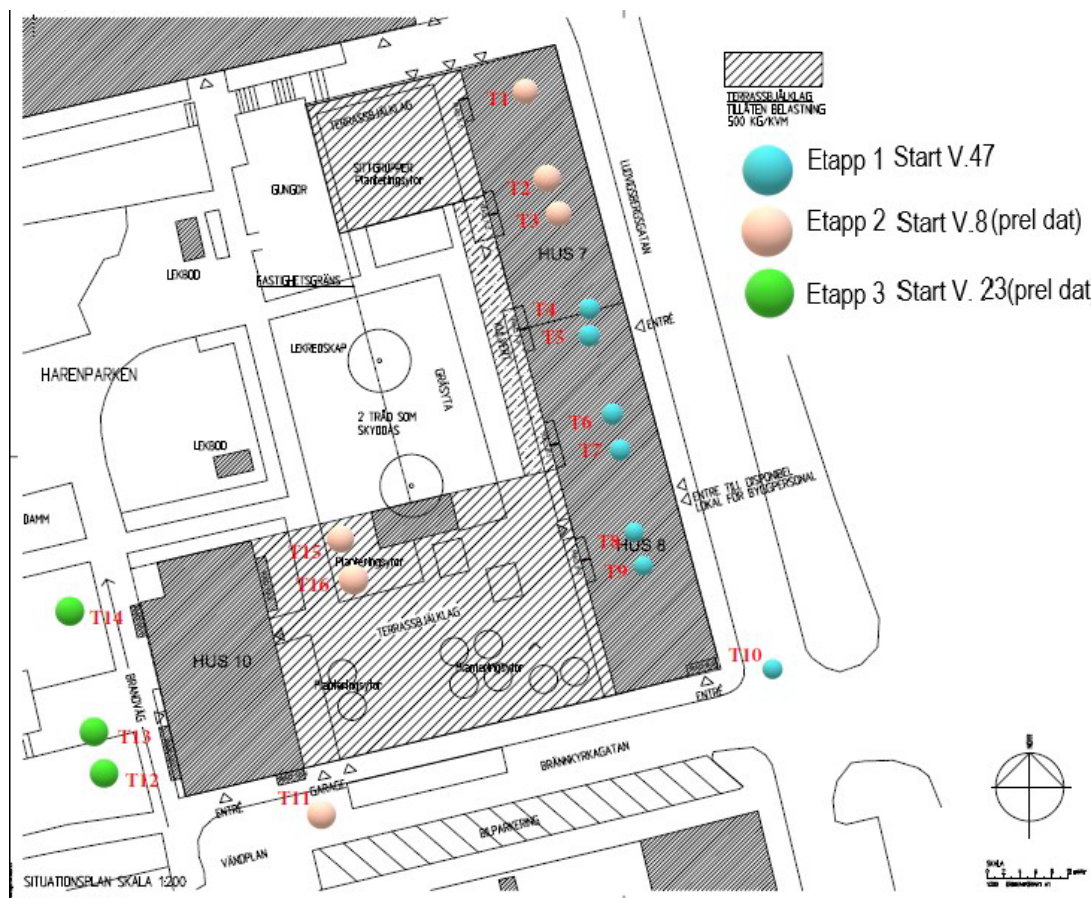 TERRASSBJÄLKLAG
TILLÅTEN BELASTNING
500 KG/KVM
Etapp 1 Start V.47
Etapp 2 Start V.8 (prel dat)
Etapp 3 Start V. 23(prel dat)
T1
TERRASSBJÄLKLAG
SITTGRUPPER
Planteringsytor
GUNGOR
T2
T3
HUS 7
LUDVIGSBERGSGATAN
LEKBOD
FASTIGHETSGRÄNS
T4
T5
ENTRÉ
LEKREDSKAP
GRÄSYTA
HARENPARKEN
2 TRÄD SOM
SKYDDAS
T6
T7
LEKBOD
ENTRE TILL DISPONIBEL
LOKAL FÖR BYGGPERSONAL
DAMM
T8
HUS 8
T9
T15
Planteringsytor
T16
TERRASSBJÄLKLAG
T14
HUS 10
Planteringsytor
Planteringsytor
T10
ENTRÉ
BRANDVÄG
T13
T12
BRÄNNKYRKAGATAN
GARAGE
T11
ENTRÉ
BILPARKERING
VÄNDPLAN
NORR
SITUATIONSPLAN SKALA 1:200
SKALA